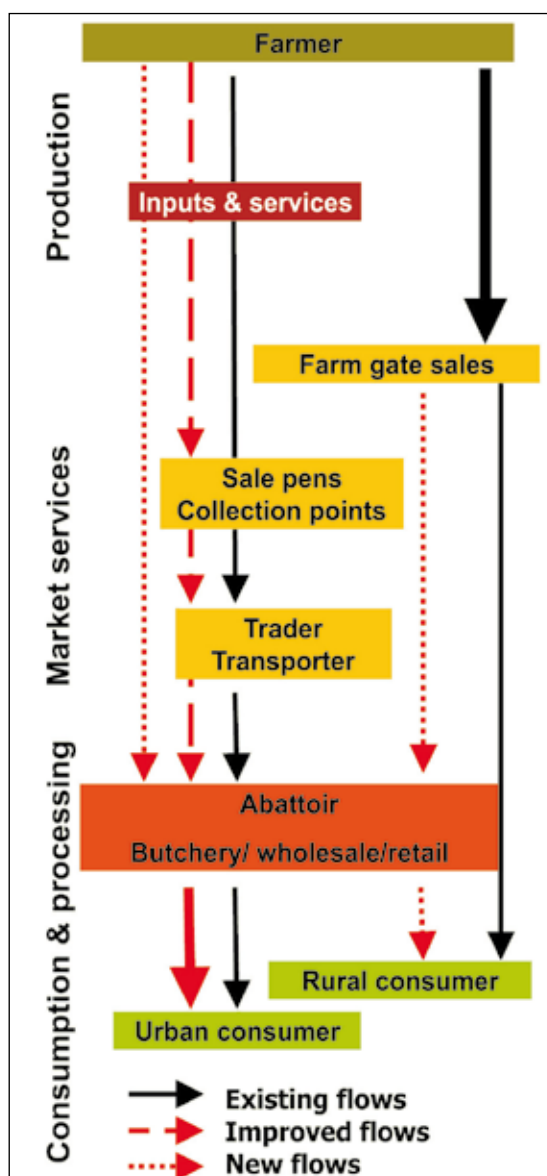 Farmer
Production
Inputs & services
Farm gate sales
Market services
Sale pens
Collection points
Trader
Transporter
Consumption & processing
Abattoir
Butchery/ wholesale/retail
Rural consumer
Urban consumer
Existing flows
Improved flows
New flows